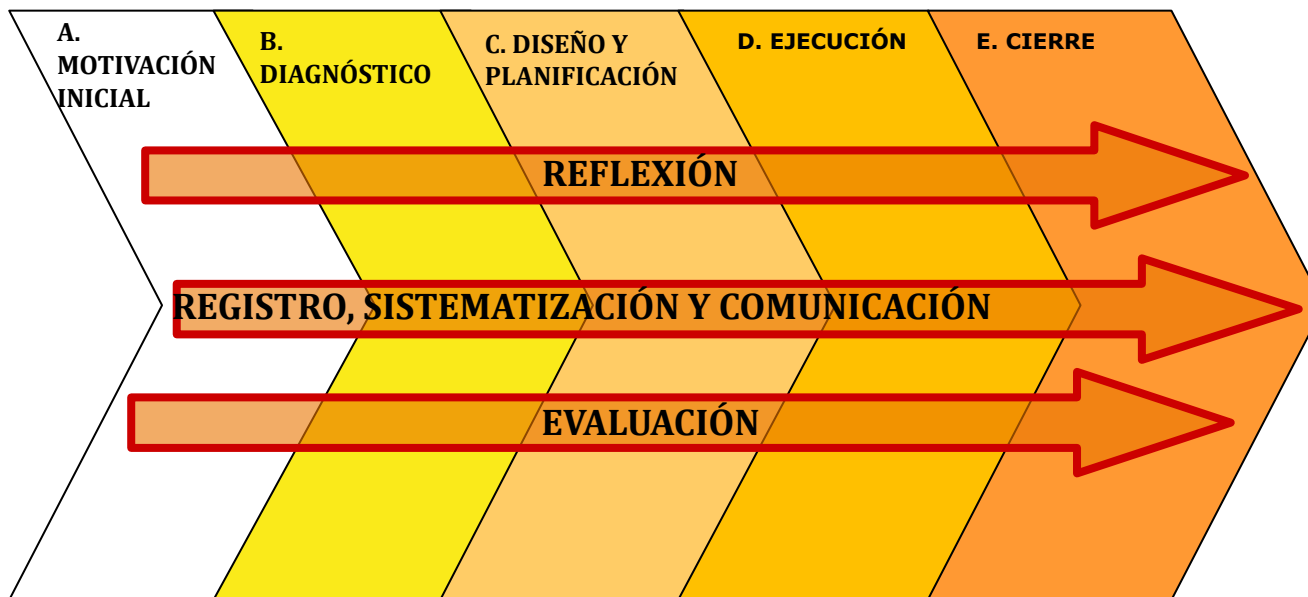 A.
MOTIVACIÓN
INICIAL
B.
DIAGNÓSTICO
C. DISEÑO Y
PLANIFICACIÓN
D. EJECUCIÓN
E. CIERRE
REFLEXIÓN
REGISTRO, SISTEMATIZACIÓN Y COMUNICACIÓN
EVALUACIÓN